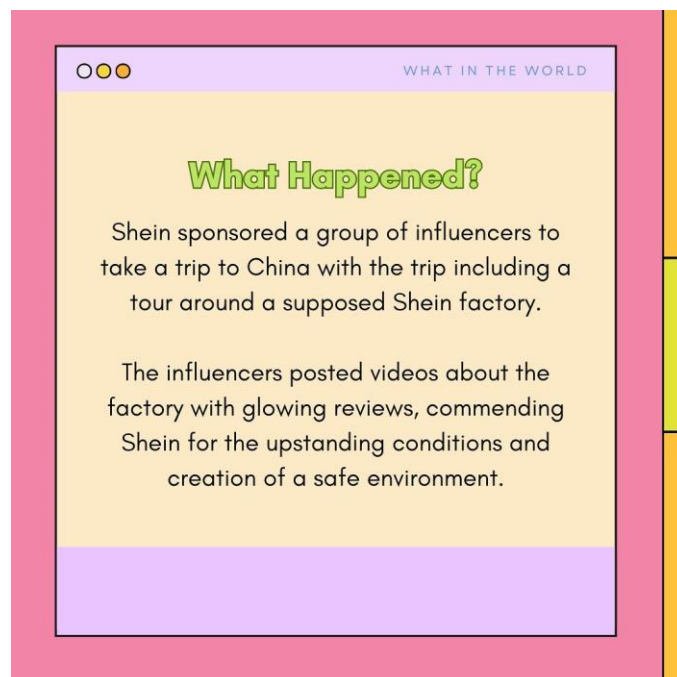 WHAT IN THE WORLD
What Happened?
Shein sponsored a group of influencers to
take a trip to China with the trip including a
tour around a supposed Shein factory.
The influencers posted videos about the
factory with glowing reviews, commending
Shein for the upstanding conditions and
creation of a safe environment.